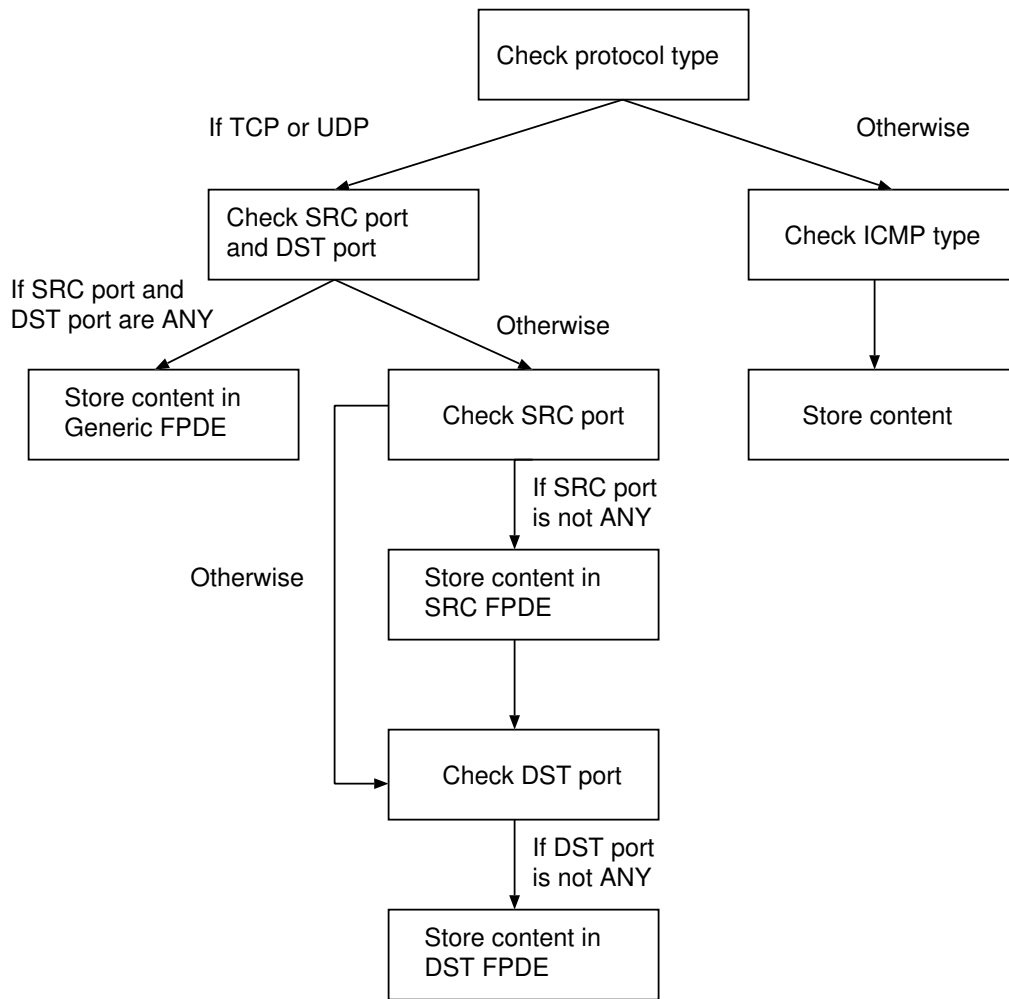 Check protocol type
If TCP or UDP
Otherwise
Check SRC port
and DST port
Check ICMP type
If SRC port and
DST port are ANY
Otherwise
Store content in
Generic FPDE
Check SRC port
Store content
If SRC port
is not ANY
Otherwise
Store content in
SRC FPDE
Check DST port
If DST port
is not ANY
Store content in
DST FPDE